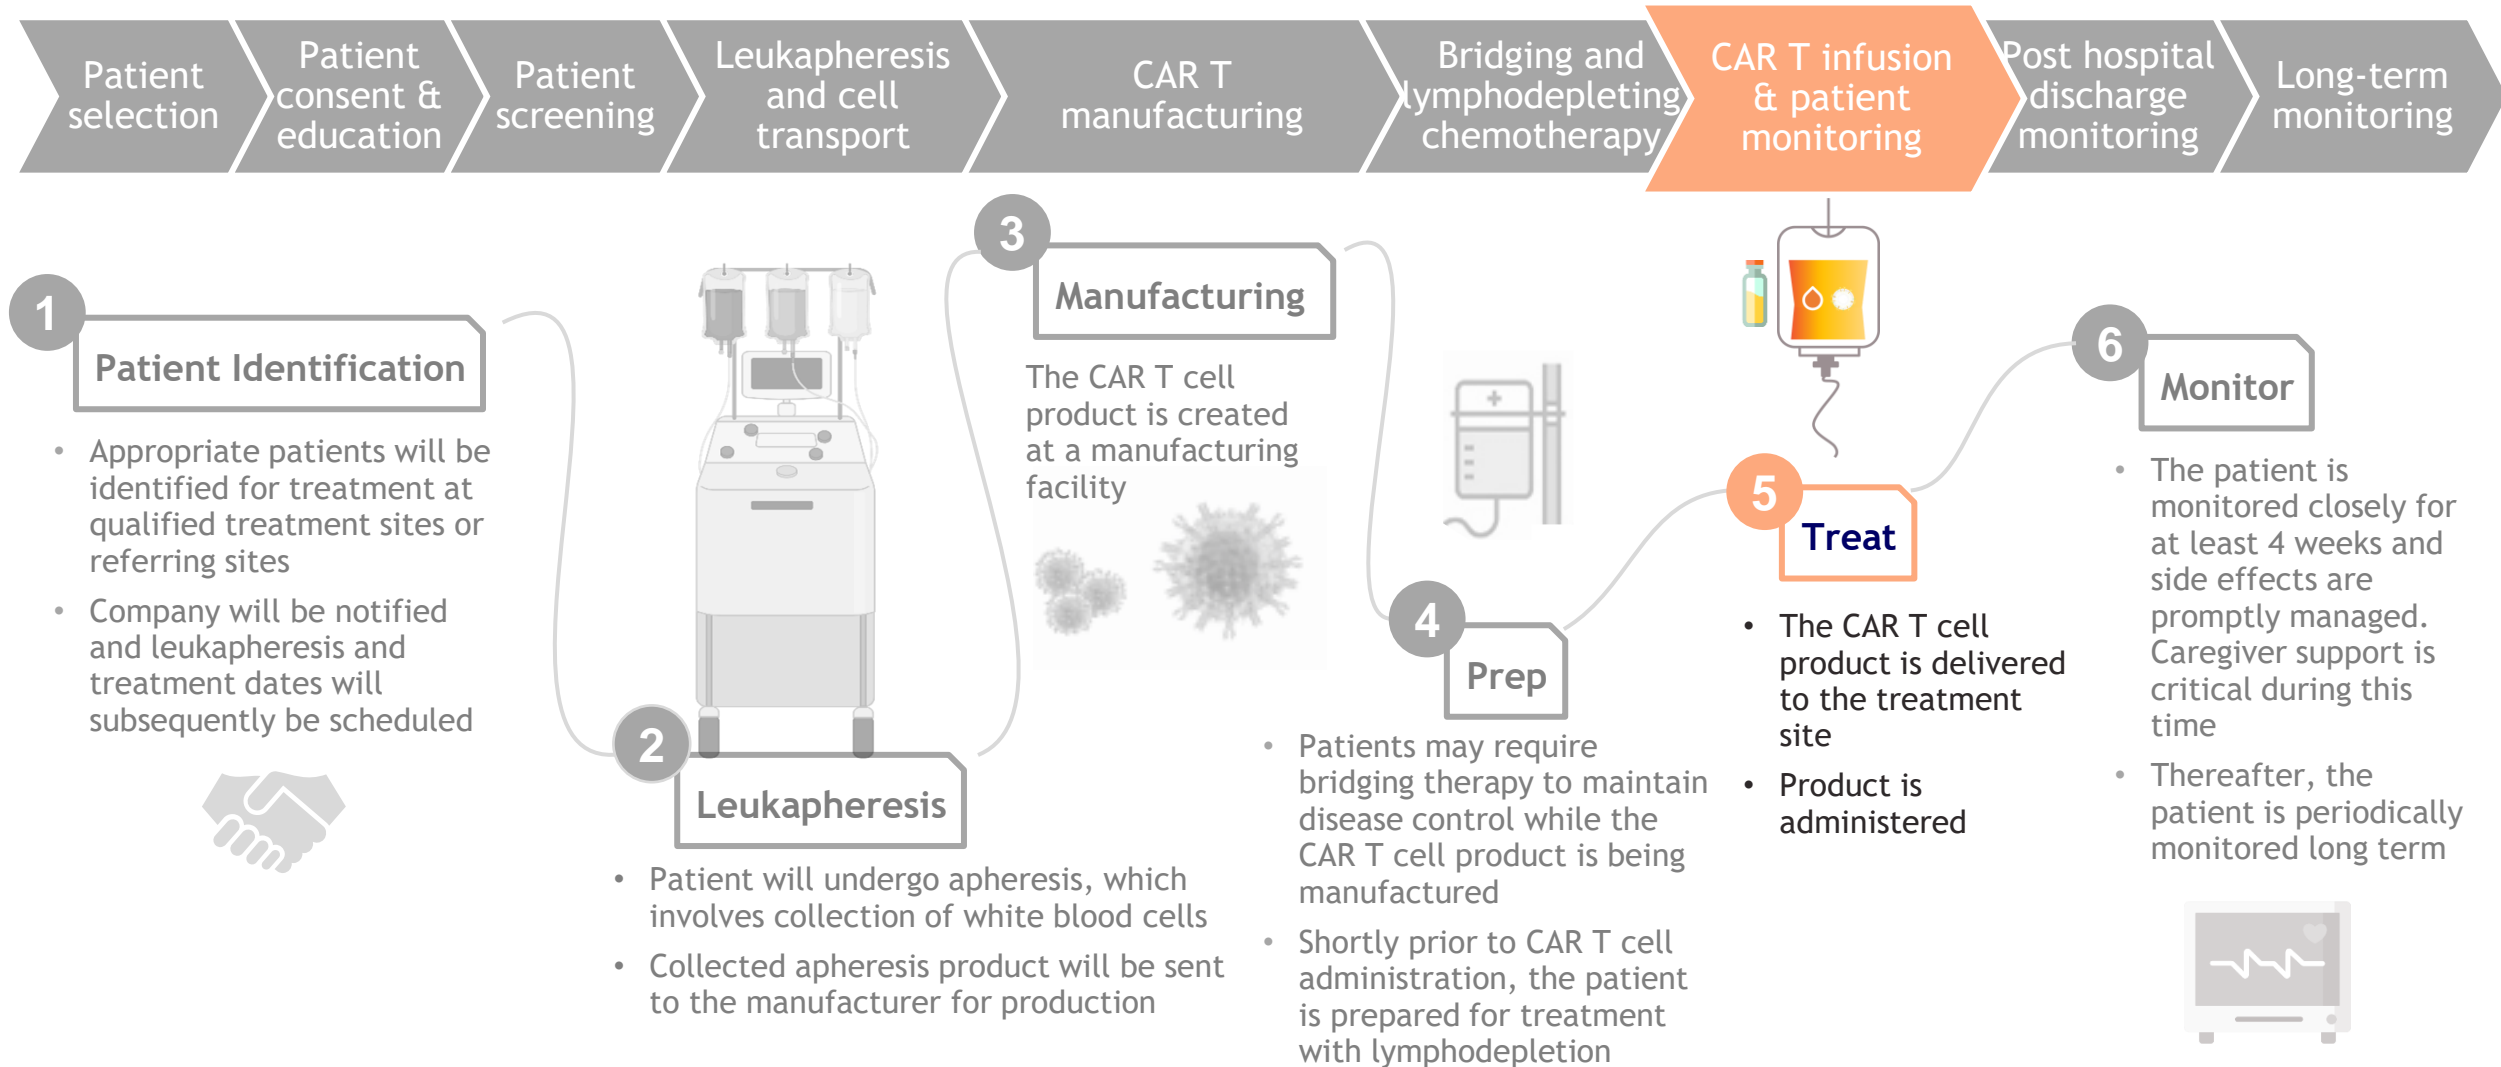 Patient
selection
Patient
consent &
education
Patient
screening
Leukapheresis
and cell
transport
CAR T
manufacturing
Bridging and
lymphodepleting
chemotherapy
CAR T infusion
& patient
monitoring
Post hospital
discharge
monitoring
Long-term
monitoring
1
Patient Identification
• Appropriate patients will be
identified for treatment at
qualified treatment sites or
referring sites
• Company will be notified
and leukapheresis and
treatment dates will
subsequently be scheduled
2
Leukapheresis
• Patient will undergo apheresis, which
involves collection of white blood cells
• Collected apheresis product will be sent
to the manufacturer for production
3
Manufacturing
The CAR T cell
product is created
at a manufacturing
facility
4
Prep
• Patients may require
bridging therapy to maintain
disease control while the
CAR T cell product is being
manufactured
• Shortly prior to CAR T cell
administration, the patient
is prepared for treatment
with lymphodepletion
5
Treat
• The CAR T cell
product is delivered
to the treatment
site
• Product is
administered
6
Monitor
• The patient is
monitored closely for
at least 4 weeks and
side effects are
promptly managed.
Caregiver support is
critical during this
time
• Thereafter, the
patient is periodically
monitored long term